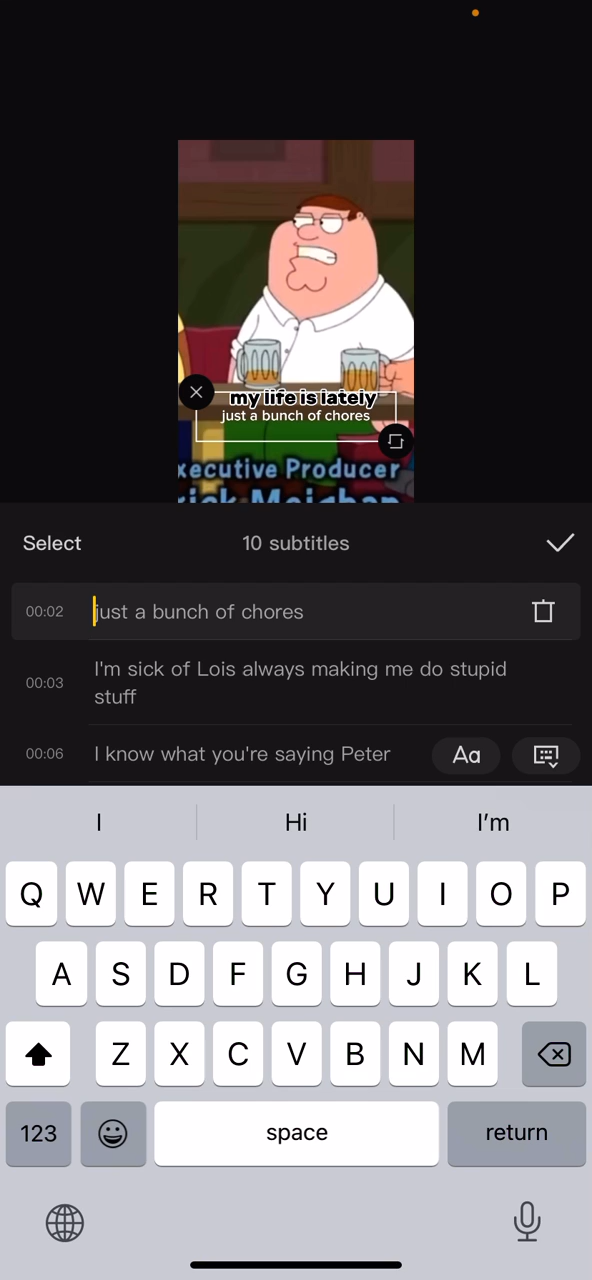 my life is lately
just a bunch of chores
xecutive Producer
Select
10 subtitles
00:02
just a bunch of chores
00:03
I'm sick of Lois always making me do stupid
stuff
00:06
I know what you're saying Peter
Aa
I
Hi
I'm
Q W E R T Y U I O P
A S D F G H J K L
Z X C V B N M
123
space
return